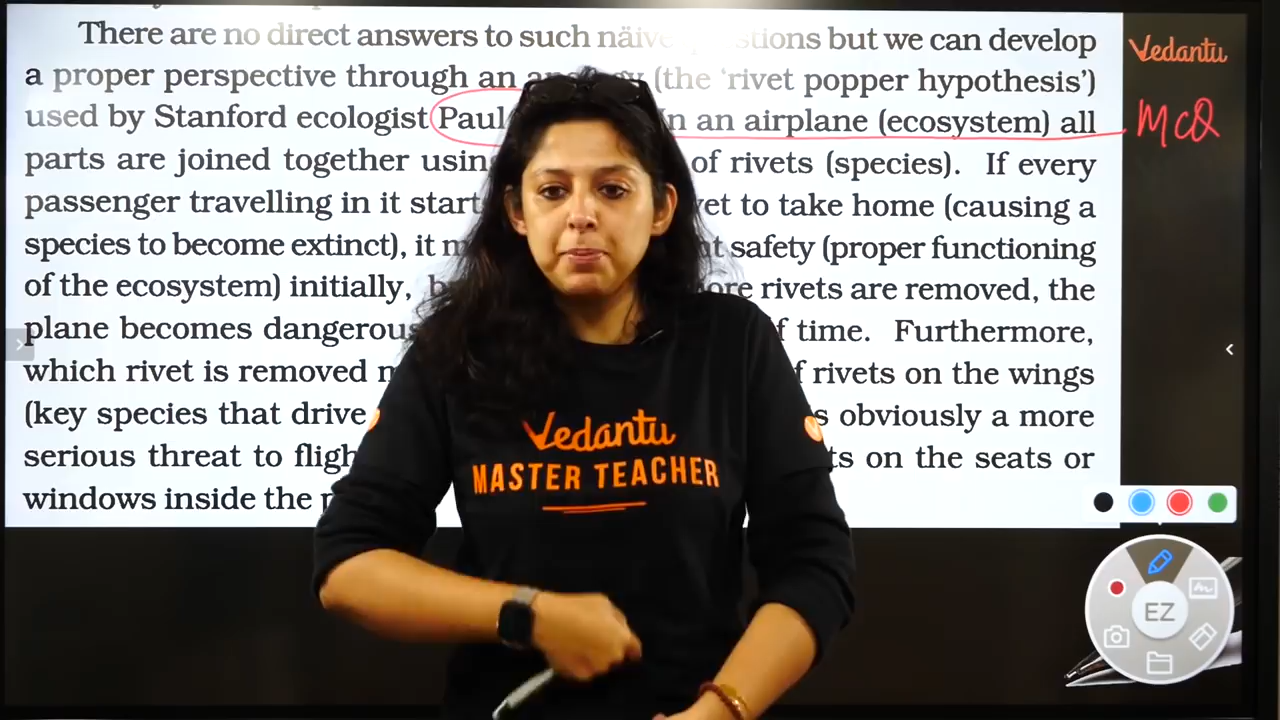 There are no direct answers to such näive stions but we can develop
a proper perspective through an (the 'rivet popper hypothesis')
used by Stanford ecologist Paul In an airplane (ecosystem) all
parts are joined together using of rivets (species). If every
passenger travelling in it start vet to take home (causing a
species to become extinct), it m t safety (proper functioning
of the ecosystem) initially, b ore rivets are removed, the
plane becomes dangerous f time. Furthermore,
which rivet is removed of rivets on the wings
(key species that drive s obviously a more
serious threat to fligh ts on the seats or
windows inside the p
Vedantu
MCQ
Vedantu
MASTER TEACHER
EZ